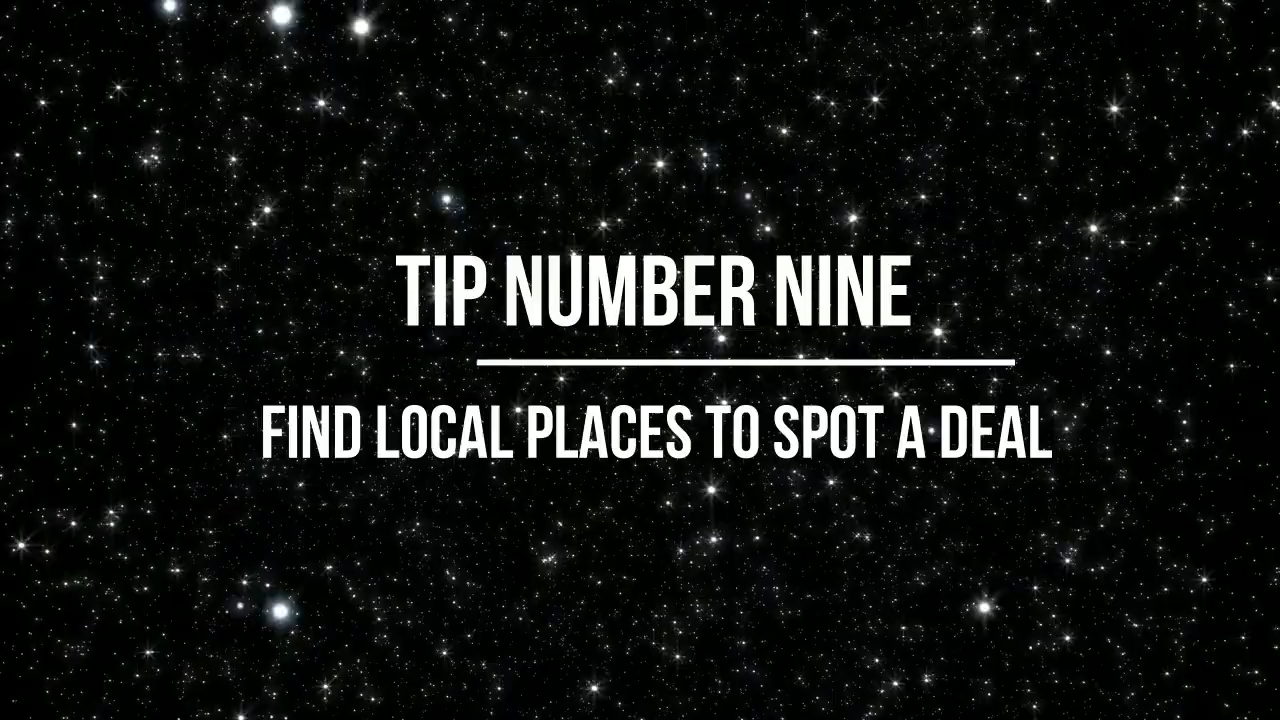 TIP NUMBER NINE
FIND LOCAL PLACES TO SPOT A DEAL